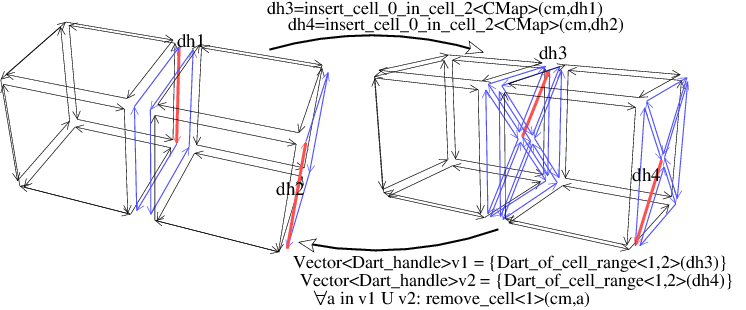 dh3=insert_cell_0_in_cell_2<CMap>(cm,dh1)
dh4=insert_cell_0_in_cell_2<CMap>(cm,dh2)
dh1
dh3
dh2
dh4
Vector<Dart_handle>v1 = {Dart_of_cell_range<1,2>(dh3)}
Vector<Dart_handle>v2 = {Dart_of_cell_range<1,2>(dh4)}
∀a in v1 U v2: remove_cell<1>(cm,a)